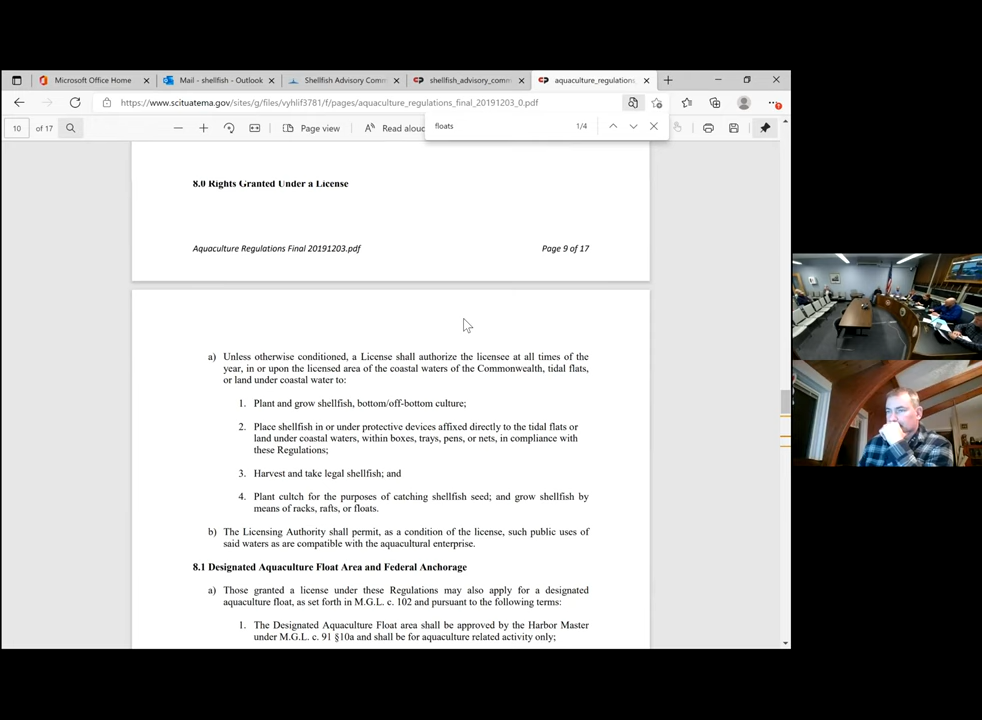 Microsoft Office Home
Mail - shellfish - Outlook
Shellfish Advisory Comm
shellfish_advisory_comm
aquaculture_regulations
https://www.scituatema.gov/sites/g/files/vyhlif3781/f/pages/aquaculture_regulations_final_20191203_0.pdf
10 of 17
Page view
Read aloud
floats
1/4
8.0 Rights Granted Under a License
Aquaculture Regulations Final 20191203.pdf
Page 9 of 17
a) Unless otherwise conditioned, a License shall authorize the licensee at all times of the
year, in or upon the licensed area of the coastal waters of the Commonwealth, tidal flats,
or land under coastal water to:
1. Plant and grow shellfish, bottom/off-bottom culture;
2. Place shellfish in or under protective devices affixed directly to the tidal flats or
land under coastal waters, within boxes, trays, pens, or nets, in compliance with
these Regulations;
3. Harvest and take legal shellfish; and
4. Plant cultch for the purposes of catching shellfish seed; and grow shellfish by
means of racks, rafts, or floats.
b) The Licensing Authority shall permit, as a condition of the license, such public uses of
said waters as are compatible with the aquacultural enterprise.
8.1 Designated Aquaculture Float Area and Federal Anchorage
a) Those granted a license under these Regulations may also apply for a designated
aquaculture float, as set forth in M.G.L. c. 102 and pursuant to the following terms:
1. The Designated Aquaculture Float area shall be approved by the Harbor Master
under M.G.L. c. 91 §10a and shall be for aquaculture related activity only;